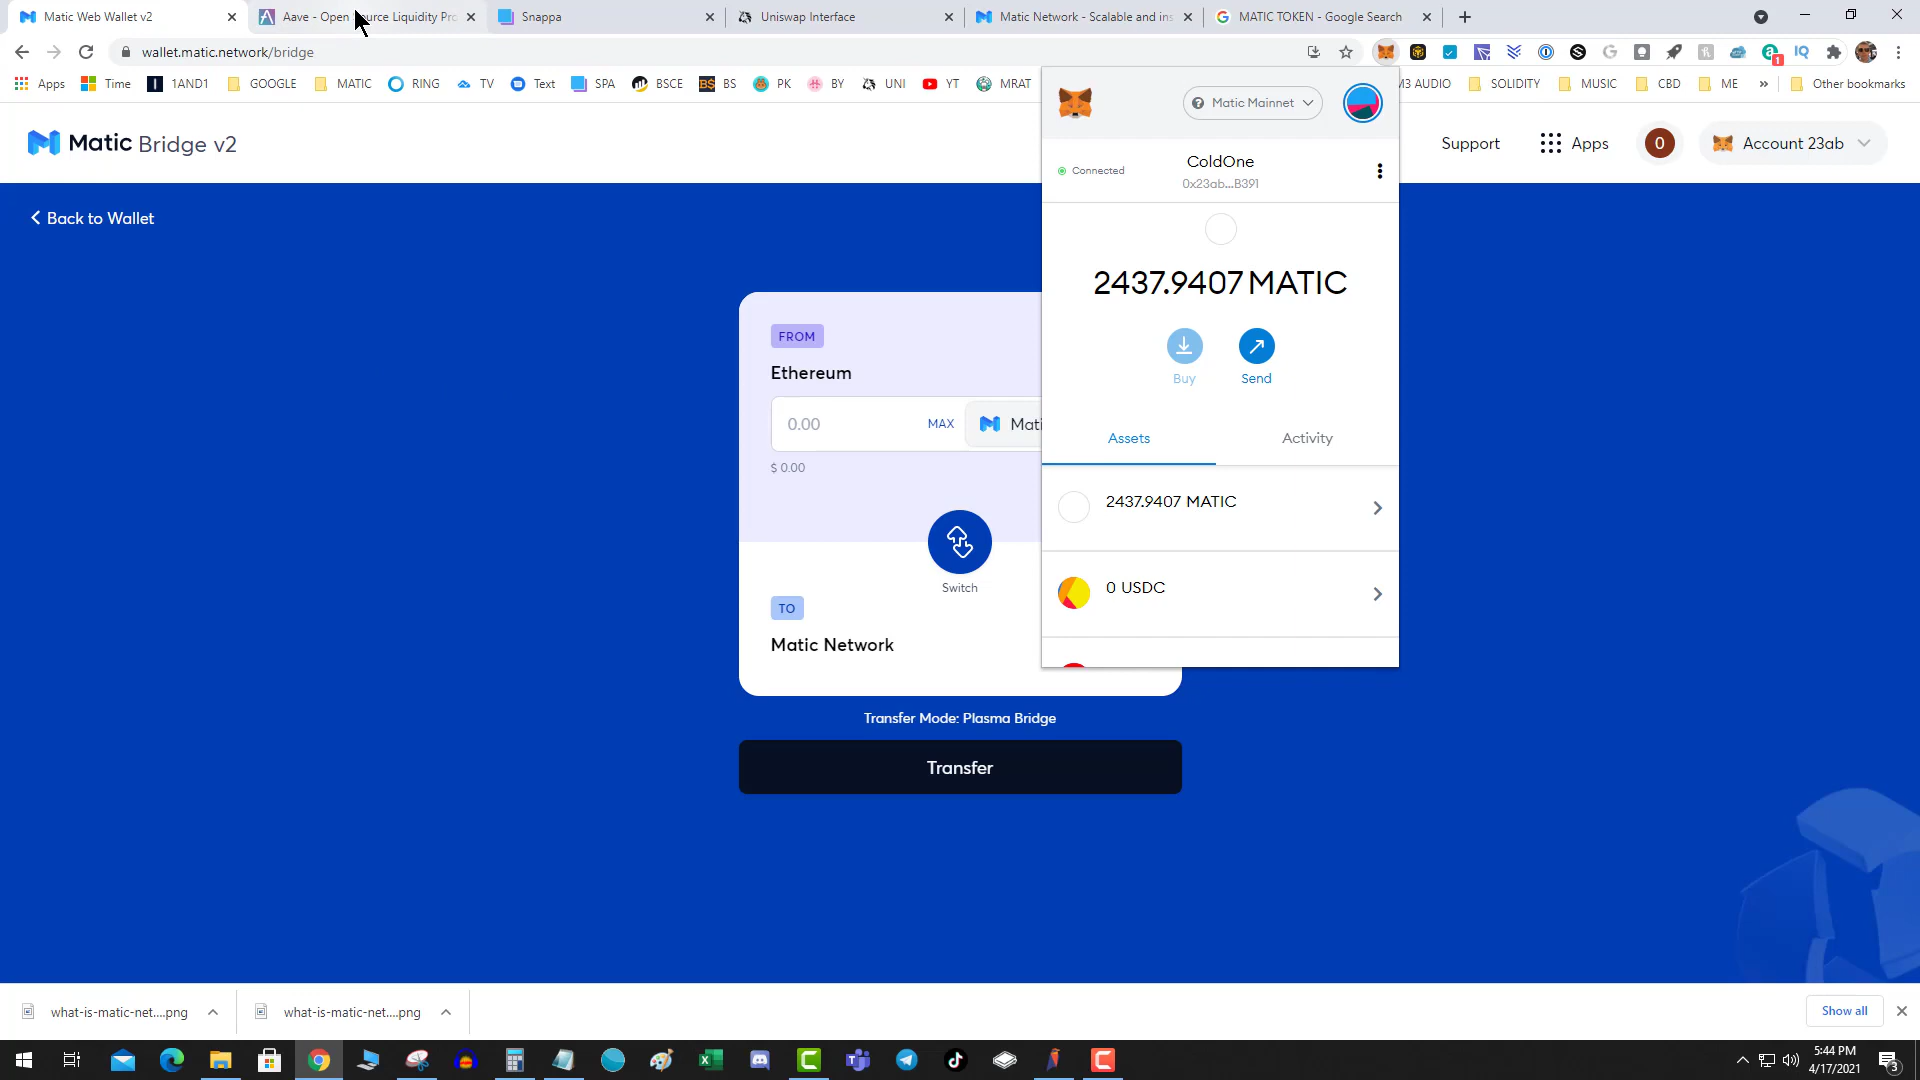 Matic Web Wallet v2
Aave - Open Source Liquidity Pro
Snappa
Uniswap Interface
Matic Network - Scalable and ins
MATIC TOKEN - Google Search
wallet.matic.network/bridge
Apps
Time
1AND1
GOOGLE
MATIC
RING
TV
Text
SPA
BSCE
BS
PK
BY
UNI
YT
MRAT
M3 AUDIO
SOLIDITY
MUSIC
CBD
ME
»
Other bookmarks
Matic Bridge v2
Support
Apps
0
Account 23ab
Back to Wallet
Matic Mainnet
Connected
ColdOne
0x23ab...B391
2437.9407 MATIC
Buy
Send
Assets
Activity
2437.9407 MATIC
0 USDC
FROM
Ethereum
0.00
MAX
Mati
$ 0.00
Switch
TO
Matic Network
Transfer Mode: Plasma Bridge
Transfer
what-is-matic-net....png
what-is-matic-net....png
Show all
5:44 PM
4/17/2021
3